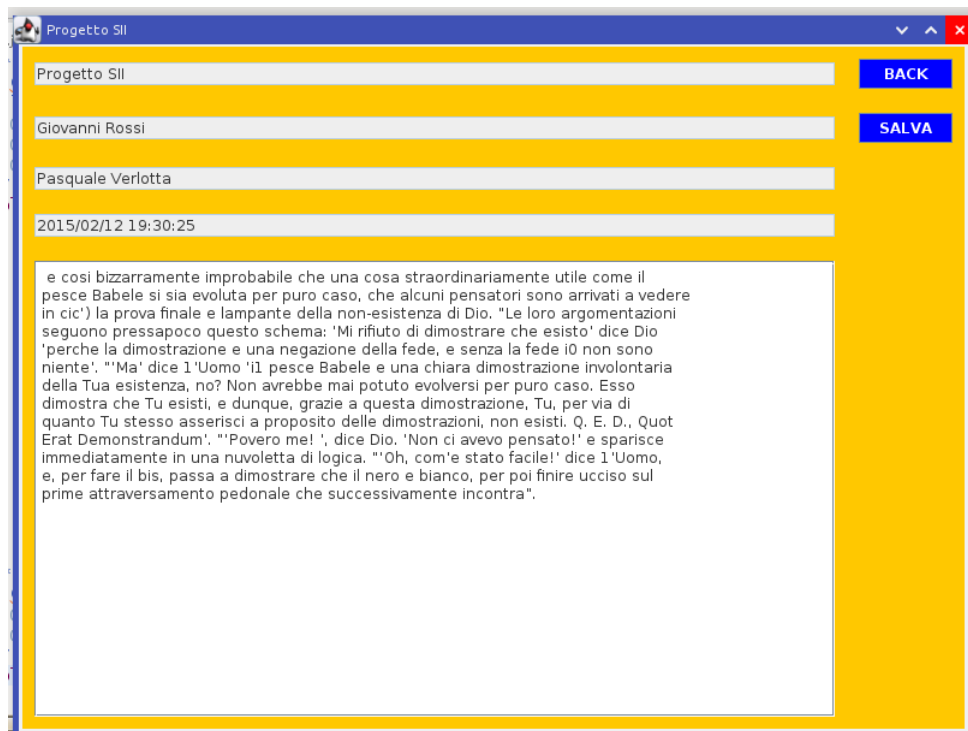 Progetto SII
Progetto SII
BACK
Giovanni Rossi
SALVA
Pasquale Verlotta
2015/02/12 19:30:25
e cosi bizzarramente improbabile che una cosa straordinariamente utile come il
pesce Babele si sia evoluta per puro caso, che alcuni pensatori sono arrivati a vedere
in cic') la prova finale e lampante della non-esistenza di Dio. "Le loro argomentazioni
seguono pressapoco questo schema: 'Mi rifiuto di dimostrare che esisto' dice Dio
'perche la dimostrazione e una negazione della fede, e senza la fede i0 non sono
niente'. "'Ma' dice 1'Uomo 'i1 pesce Babele e una chiara dimostrazione involontaria
della Tua esistenza, no? Non avrebbe mai potuto evolversi per puro caso. Esso
dimostra che Tu esisti, e dunque, grazie a questa dimostrazione, Tu, per via di
quanto Tu stesso asserisci a proposito delle dimostrazioni, non esisti. Q. E. D., Quot
Erat Demonstrandum'. "'Povero me! ', dice Dio. 'Non ci avevo pensato!' e sparisce
immediatamente in una nuvoletta di logica. "'Oh, com'e stato facile!' dice 1'Uomo,
e, per fare il bis, passa a dimostrare che il nero e bianco, per poi finire ucciso sul
prime attraversamento pedonale che successivamente incontra".